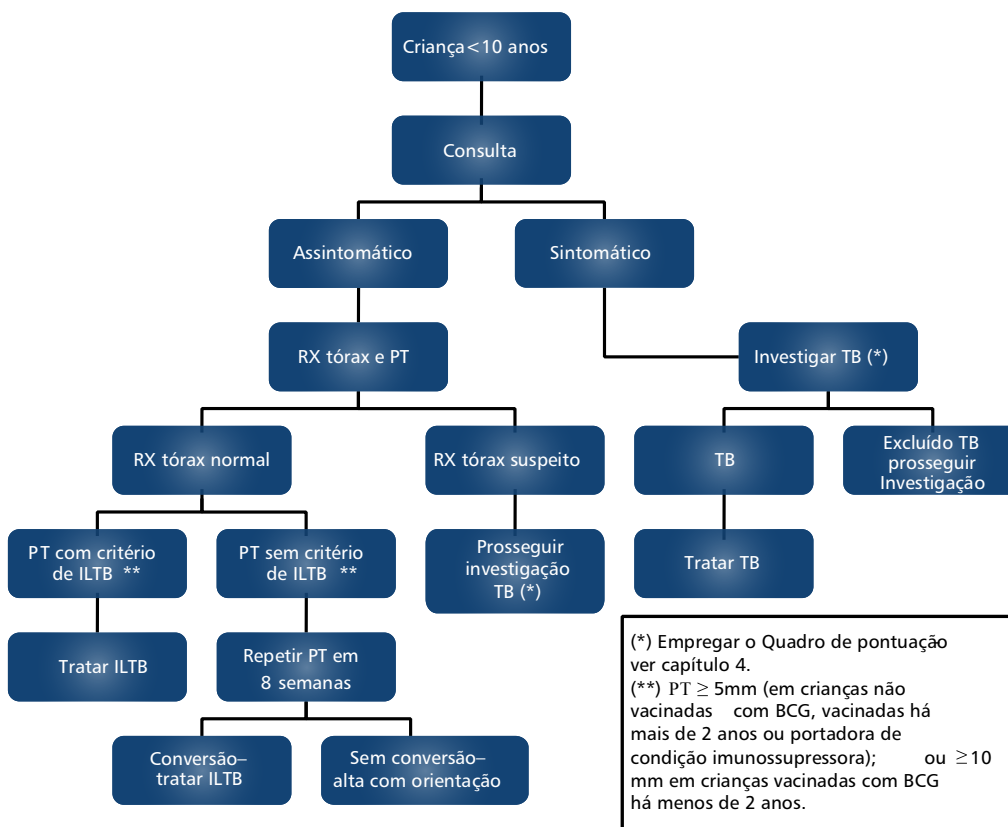 Criança<10 anos
Consulta
Assintomático
Sintomático
RX tórax e PT
Investigar TB (*)
RX tórax normal
RX tórax suspeito
TB
Excluído TB
prosseguir
Investigação
PT com critério
de ILTB **
PT sem critério
de ILTB **
Prosseguir
investigação
TB (*)
Tratar TB
Tratar ILTB
Repetir PT em
8 semanas
Conversão–
tratar ILTB
Sem conversão–
alta com orientação
(*) Empregar o Quadro de pontuação
ver capítulo 4.
(**) PT ≥ 5mm (em crianças não
vacinadas com BCG, vacinadas há
mais de 2 anos ou portadora de
condição imunossupressora); ou ≥10
mm em crianças vacinadas com BCG
há menos de 2 anos.